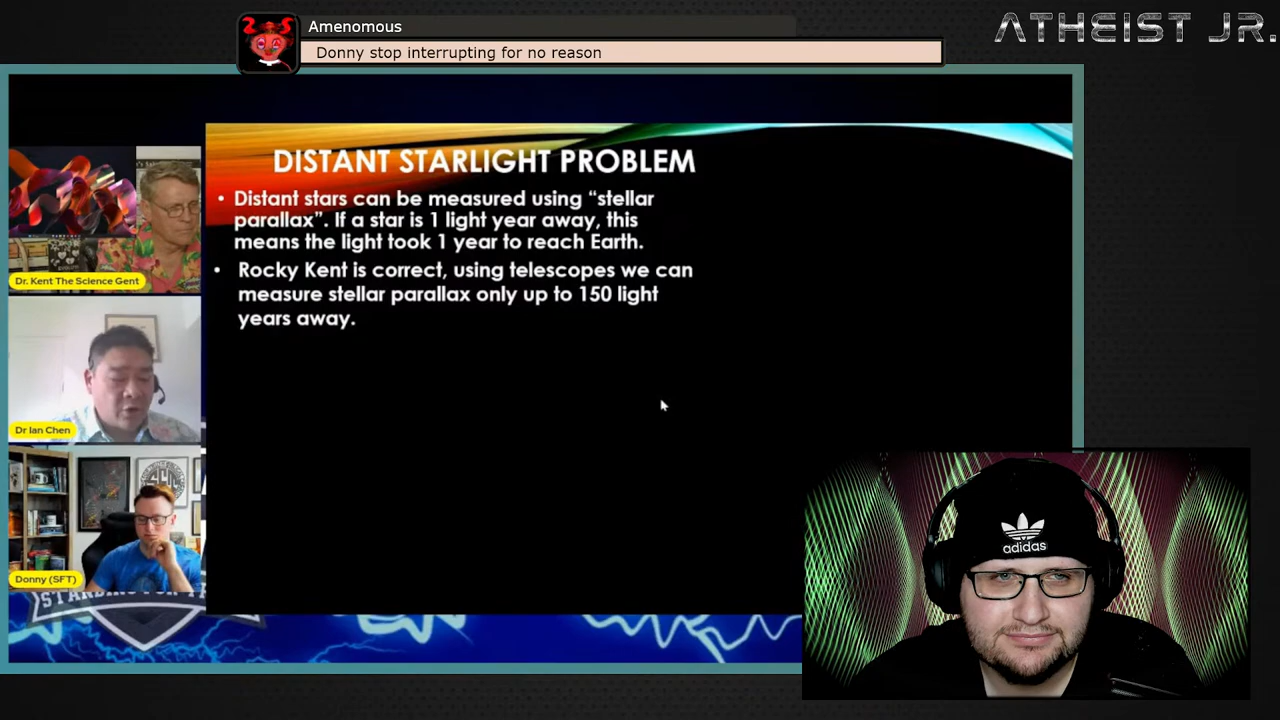 Amenomous
Donny stop interrupting for no reason
ATHEIST JR.
DISTANT STARLIGHT PROBLEM
• Distant stars can be measured using “stellar
parallax”. If a star is 1 light year away, this
means the light took 1 year to reach Earth.
• Rocky Kent is correct, using telescopes we can
measure stellar parallax only up to 150 light
years away.
Dr. Kent The Science Gent
Dr Ian Chen
Donny (SFT)
adidas